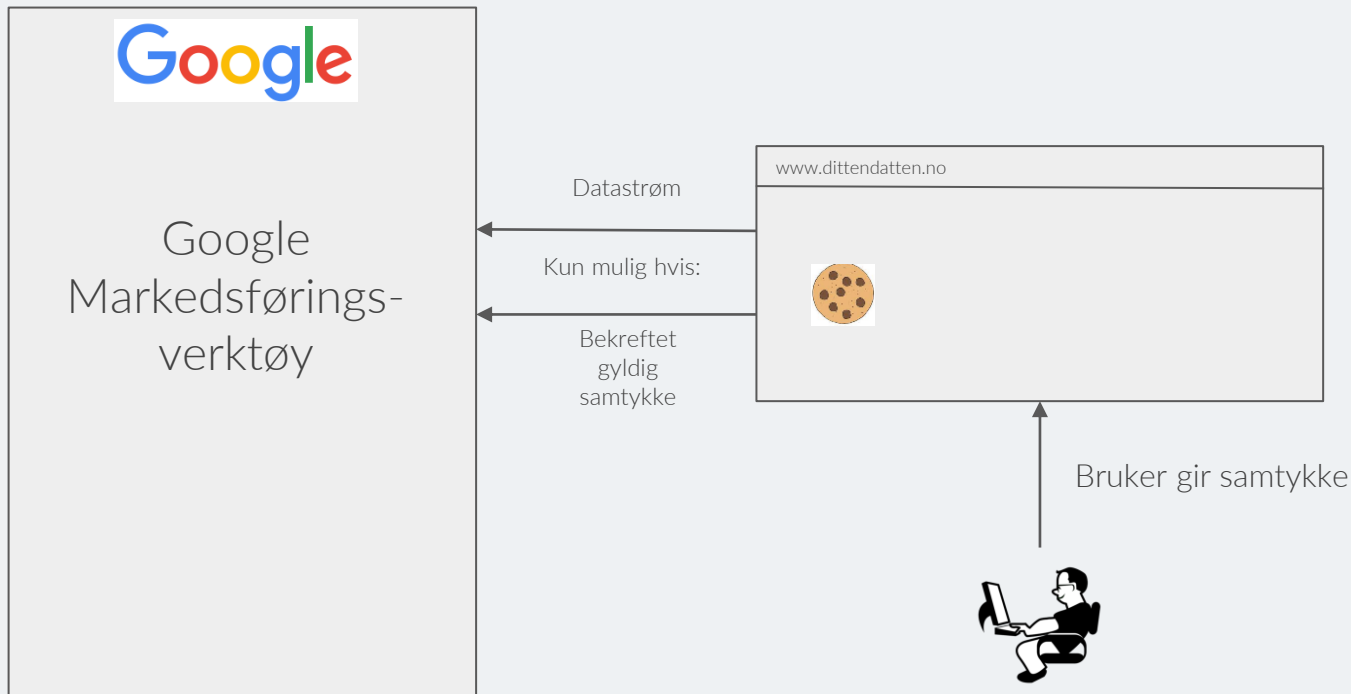 Google
Google
Markedsførings-
verktøy
Datastrøm
Kun mulig hvis:
Bekreftet
gyldig
samtykke
www.dittendatten.no
Bruker gir samtykke